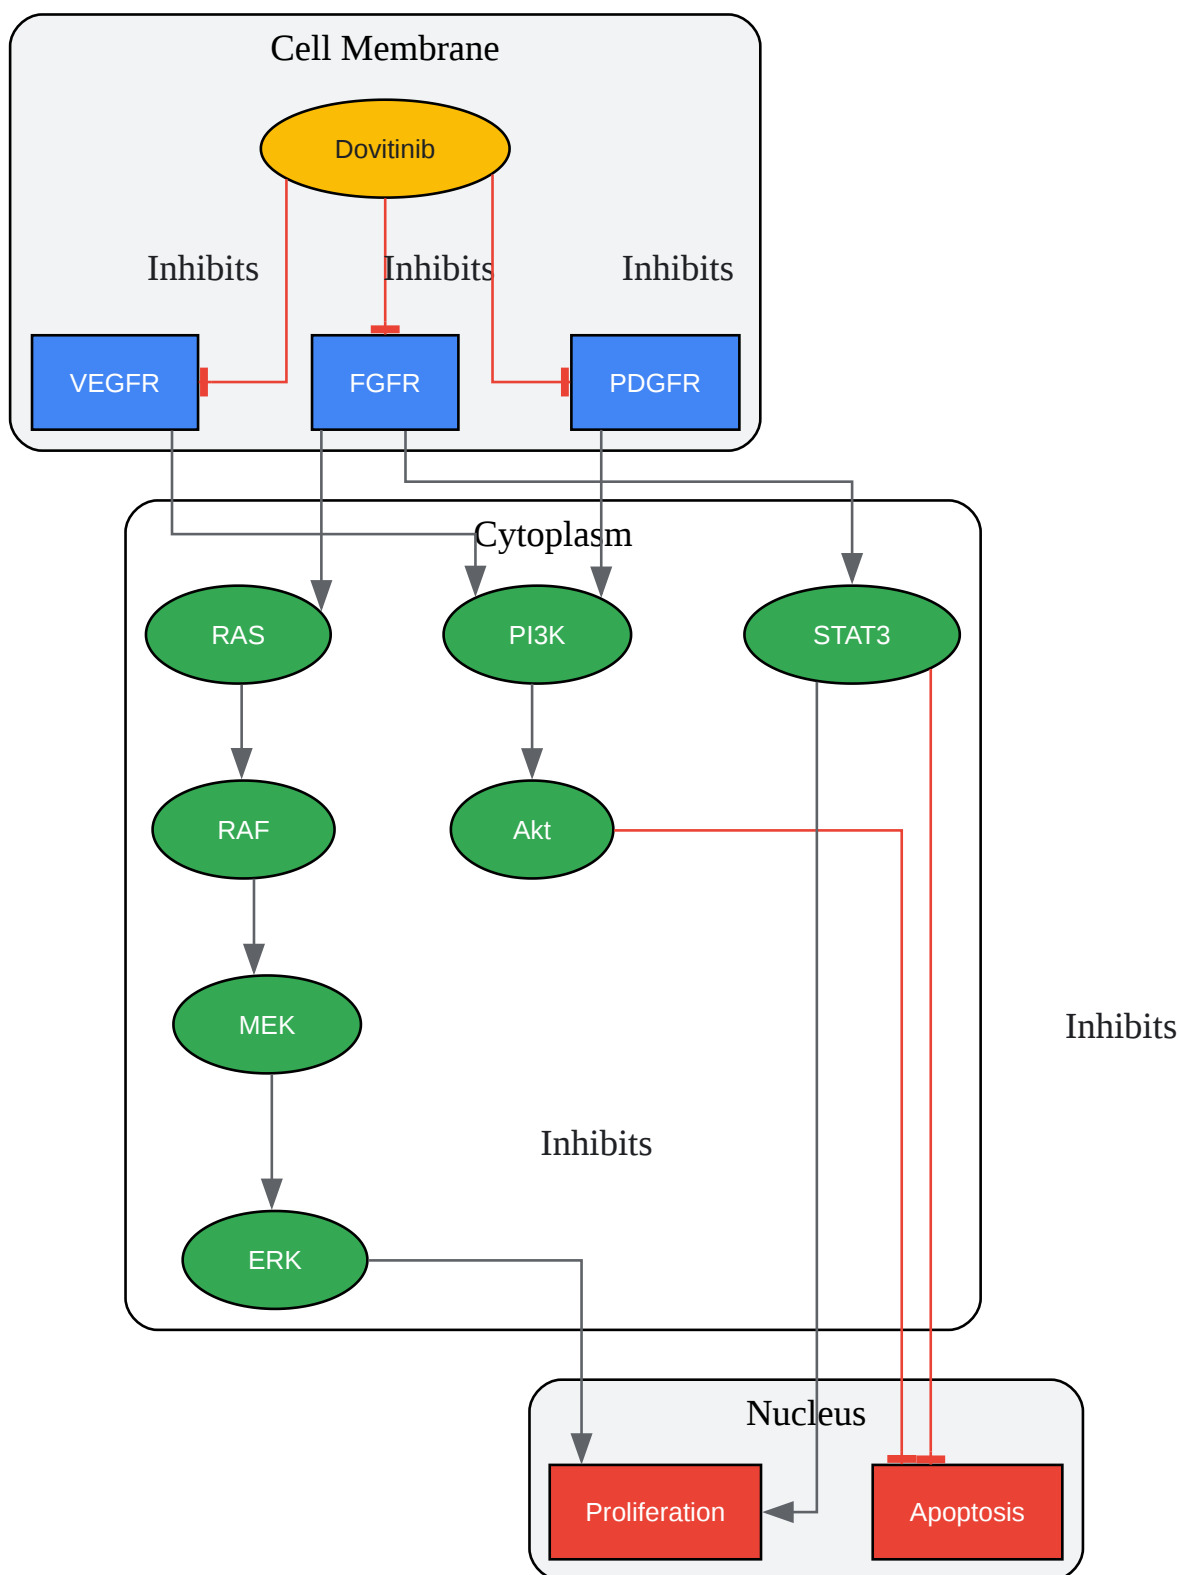 Cell Membrane
Dovitinib
Inhibits
Inhibits
Inhibits
VEGFR
FGFR
PDGFR
Cytoplasm
RAS
PI3K
STAT3
RAF
Akt
MEK
Inhibits
Inhibits
ERK
Nucleus
Proliferation
Apoptosis